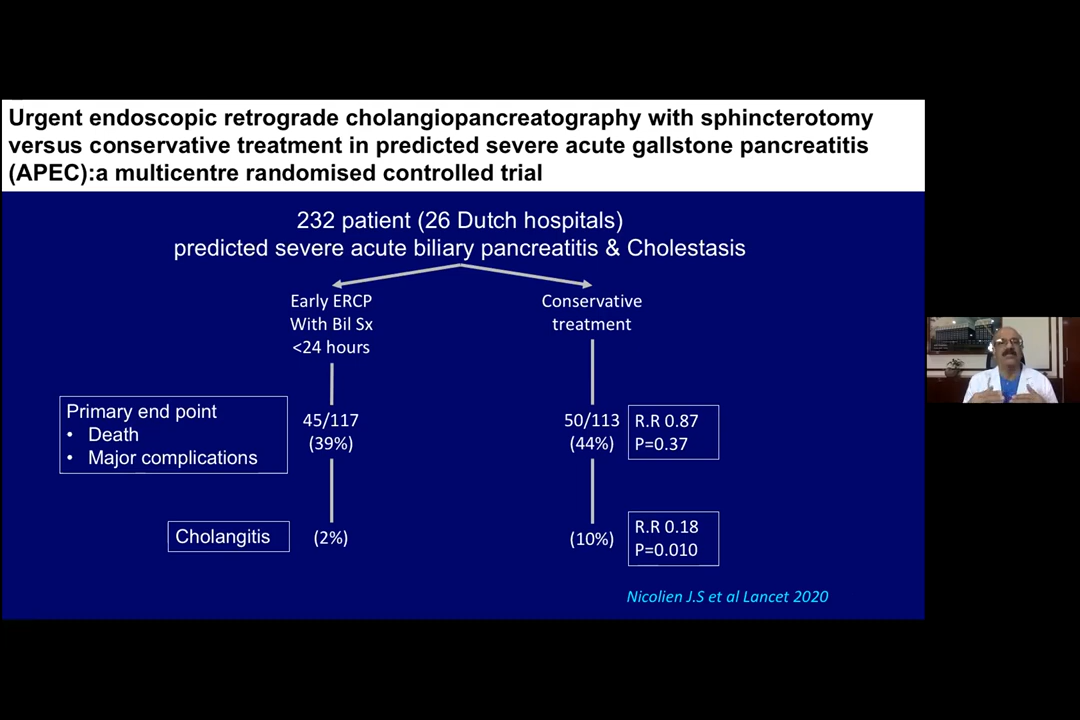 Urgent endoscopic retrograde cholangiopancreatography with sphincterotomy
versus conservative treatment in predicted severe acute gallstone pancreatitis
(APEC):a multicentre randomised controlled trial
232 patient (26 Dutch hospitals)
predicted severe acute biliary pancreatitis & Cholestasis
Early ERCP
With Bil Sx
<24 hours
Conservative
treatment
Primary end point
• Death
• Major complications
45/117
(39%)
50/113
(44%)
R.R 0.87
P=0.37
Cholangitis
(2%)
(10%)
R.R 0.18
P=0.010
Nicolien J.S et al Lancet 2020